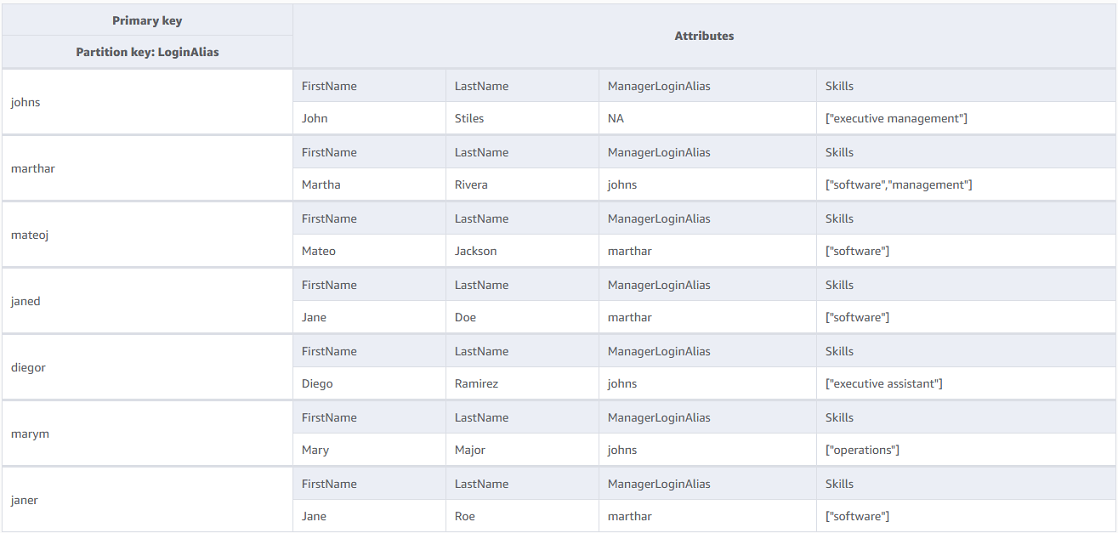 Primary key
Attributes
Partition key: LoginAlias
johns
FirstName LastName ManagerLoginAlias Skills
John Stiles NA ["executive management"]
marthar
FirstName LastName ManagerLoginAlias Skills
Martha Rivera johns ["software","management"]
mateoj
FirstName LastName ManagerLoginAlias Skills
Mateo Jackson marthar ["software"]
janed
FirstName LastName ManagerLoginAlias Skills
Jane Doe marthar ["software"]
diegor
FirstName LastName ManagerLoginAlias Skills
Diego Ramirez johns ["executive assistant"]
marym
FirstName LastName ManagerLoginAlias Skills
Mary Major johns ["operations"]
janer
FirstName LastName ManagerLoginAlias Skills
Jane Roe marthar ["software"]